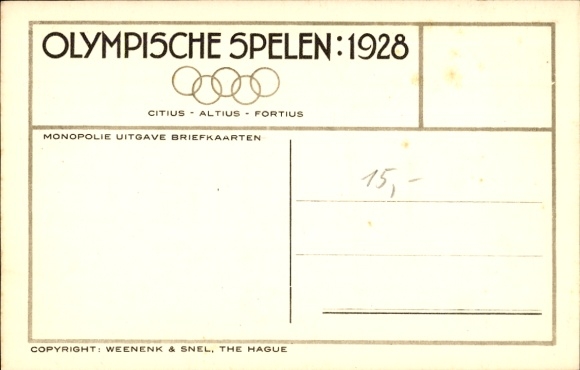 OLYMPISCHE SPELEN: 1928
CITIUS - ALTIUS - FORTIUS
MONOPOLIE UITGAVE BRIEFKAARTEN
15,-
COPYRIGHT: WEENENK & SNEL, THE HAGUE